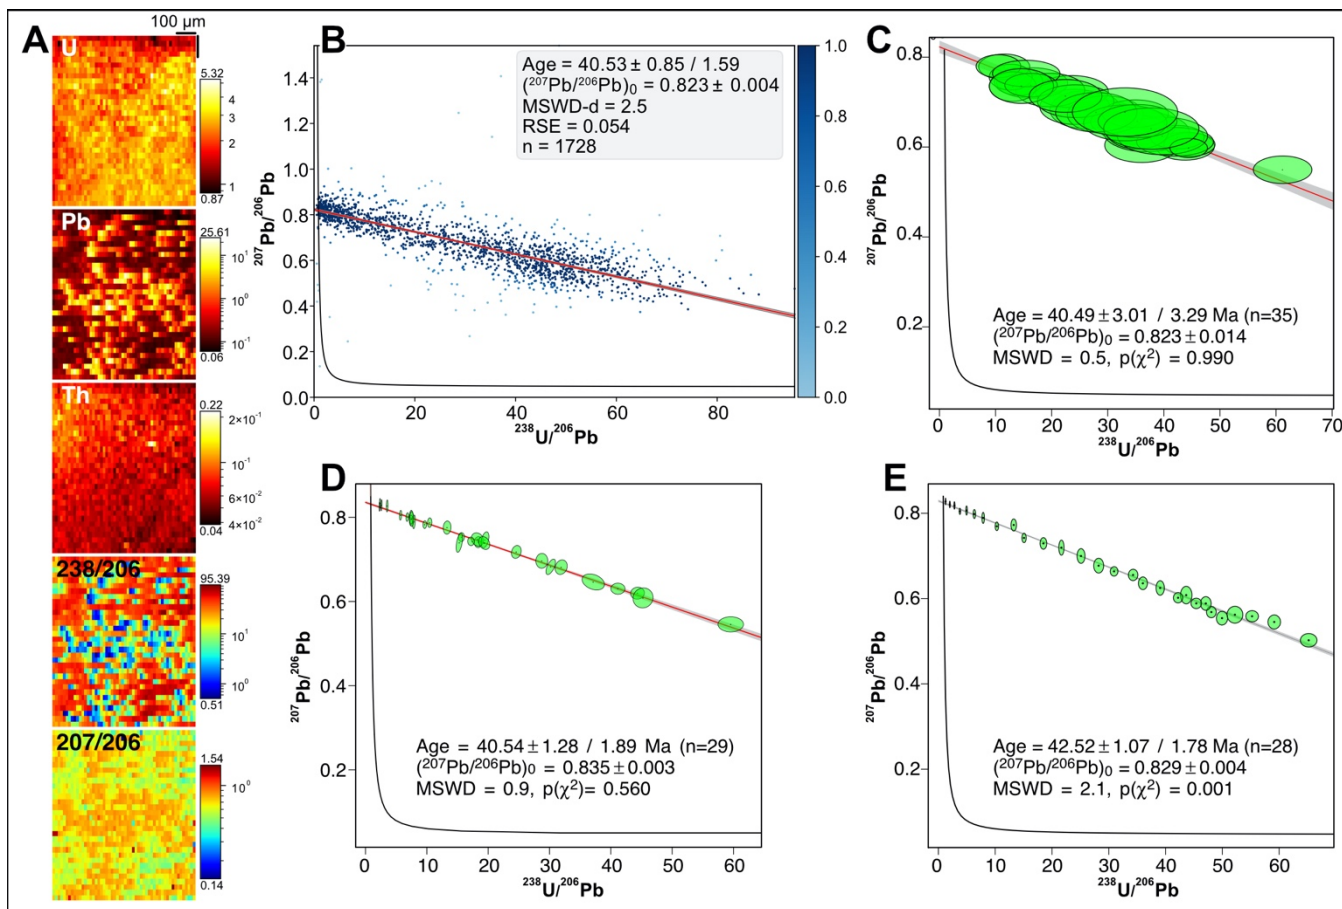 A
100 µm
U
5.32
4
3
2
1
0.87
Pb
25.61
10¹
10⁰
10⁻¹
0.06
Th
0.22
2×10⁻¹
10⁻¹
6×10⁻²
4×10⁻²
0.04
238/206
95.39
10¹
10⁰
0.51
207/206
1.54
10⁰
0.14
B
Age = 40.53 ± 0.85 / 1.59
(²⁰⁷Pb/²⁰⁶Pb)₀ = 0.823 ± 0.004
MSWD-d = 2.5
RSE = 0.054
n = 1728
1.4
1.2
1.0
0.8
0.6
0.4
0.2
0.0
²⁰⁷Pb/²⁰⁶Pb
0
20
40
60
80
²³⁸U/²⁰⁶Pb
1.0
0.8
0.6
0.4
0.2
0.0
C
0.8
0.6
0.4
0.2
²⁰⁷Pb/²⁰⁶Pb
Age = 40.49 ± 3.01 / 3.29 Ma (n=35)
(²⁰⁷Pb/²⁰⁶Pb)₀ = 0.823 ± 0.014
MSWD = 0.5, p(χ²) = 0.990
0
10
20
30
40
50
60
70
²³⁸U/²⁰⁶Pb
D
0.8
0.6
0.4
0.2
²⁰⁷Pb/²⁰⁶Pb
Age = 40.54 ± 1.28 / 1.89 Ma (n=29)
(²⁰⁷Pb/²⁰⁶Pb)₀ = 0.835 ± 0.003
MSWD = 0.9, p(χ²) = 0.560
0
10
20
30
40
50
60
²³⁸U/²⁰⁶Pb
E
0.8
0.6
0.4
0.2
²⁰⁷Pb/²⁰⁶Pb
Age = 42.52 ± 1.07 / 1.78 Ma (n=28)
(²⁰⁷Pb/²⁰⁶Pb)₀ = 0.829 ± 0.004
MSWD = 2.1, p(χ²) = 0.001
0
10
20
30
40
50
60
²³⁸U/²⁰⁶Pb